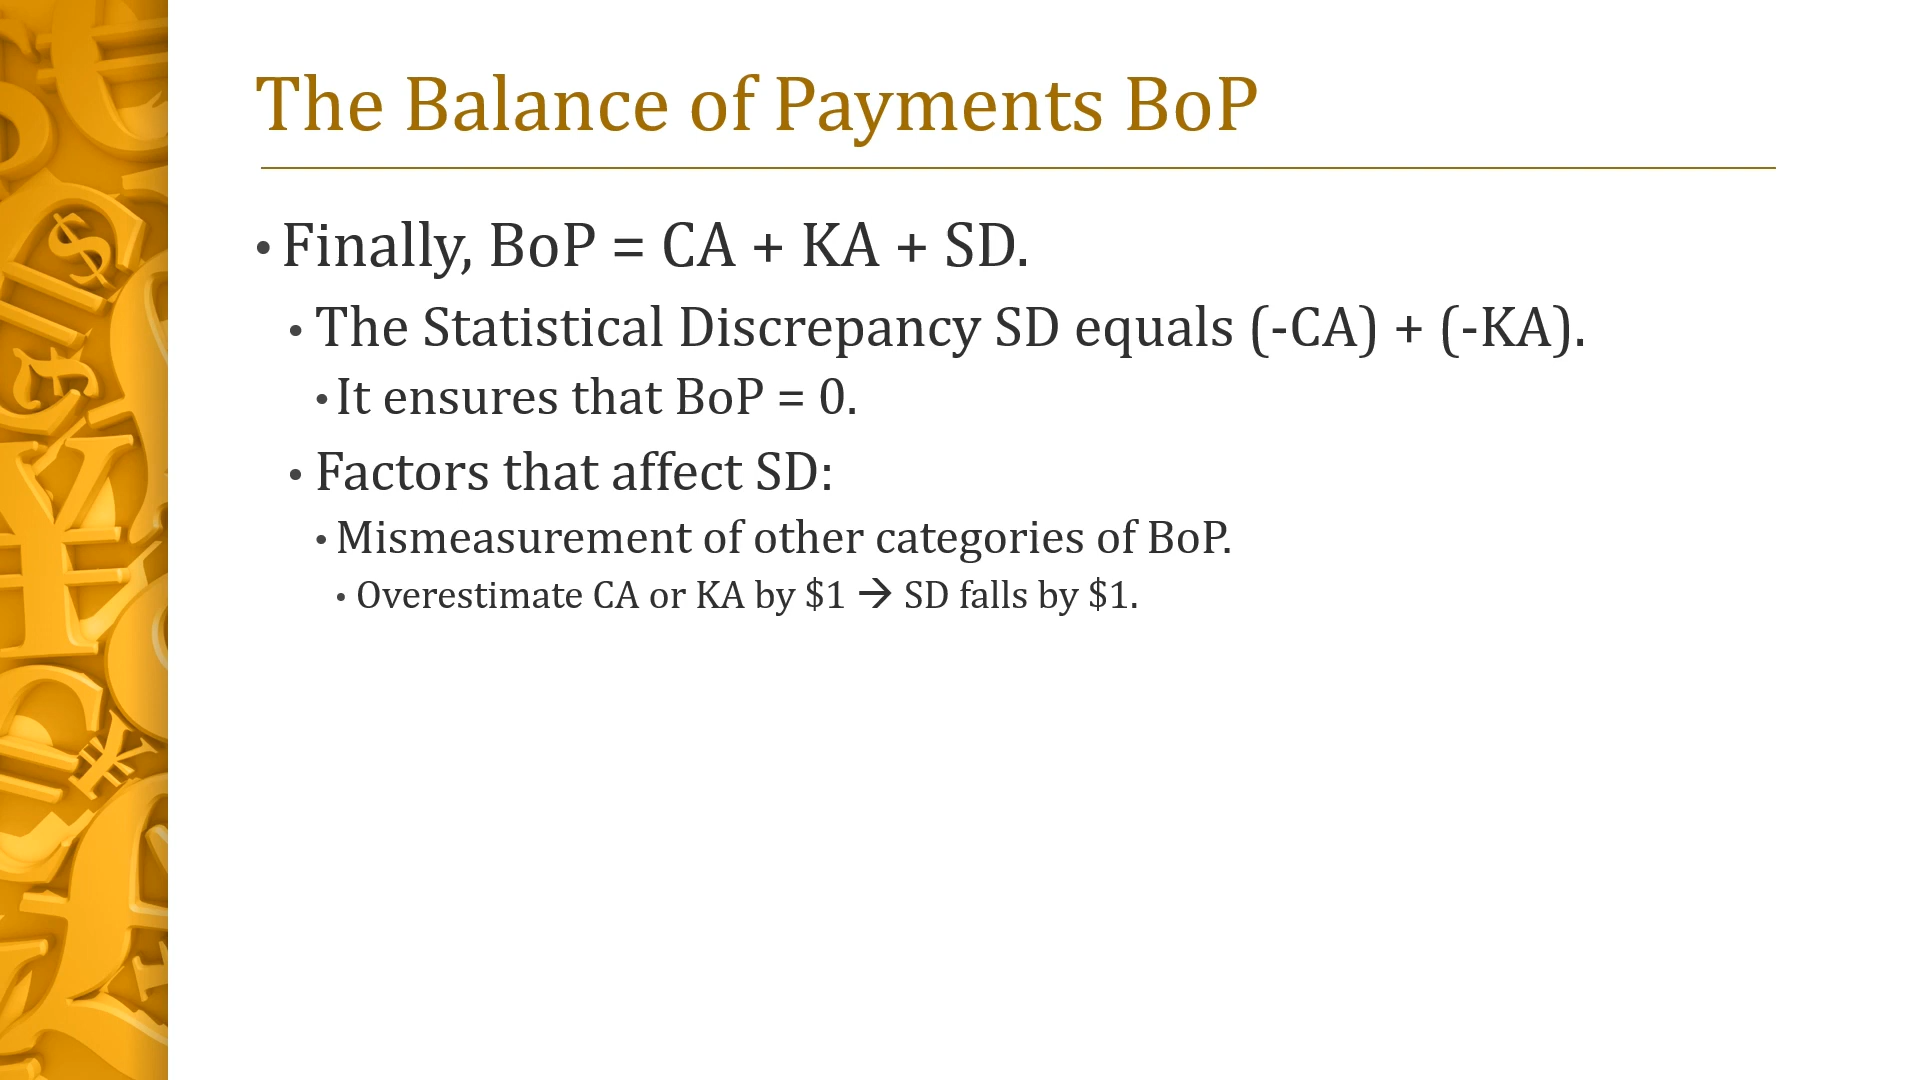 The Balance of Payments BoP
• Finally, BoP = CA + KA + SD.
• The Statistical Discrepancy SD equals (-CA) + (-KA).
• It ensures that BoP = 0.
• Factors that affect SD:
• Mismeasurement of other categories of BoP.
• Overestimate CA or KA by $1 → SD falls by $1.